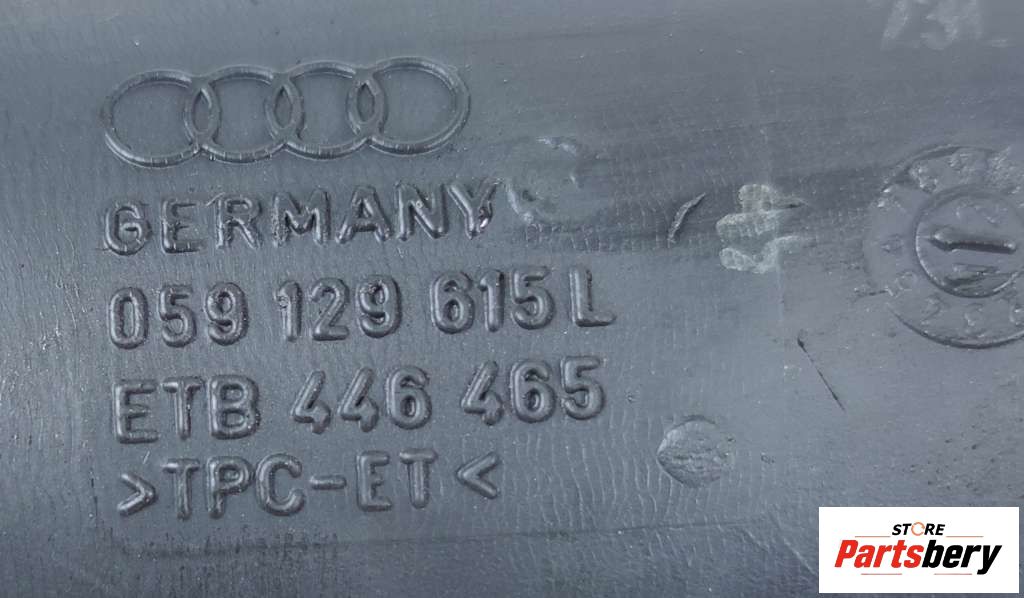 GERMANY
059 129 615 L
ETB 446 465
>TPC-ET<
STORE
Partsbery